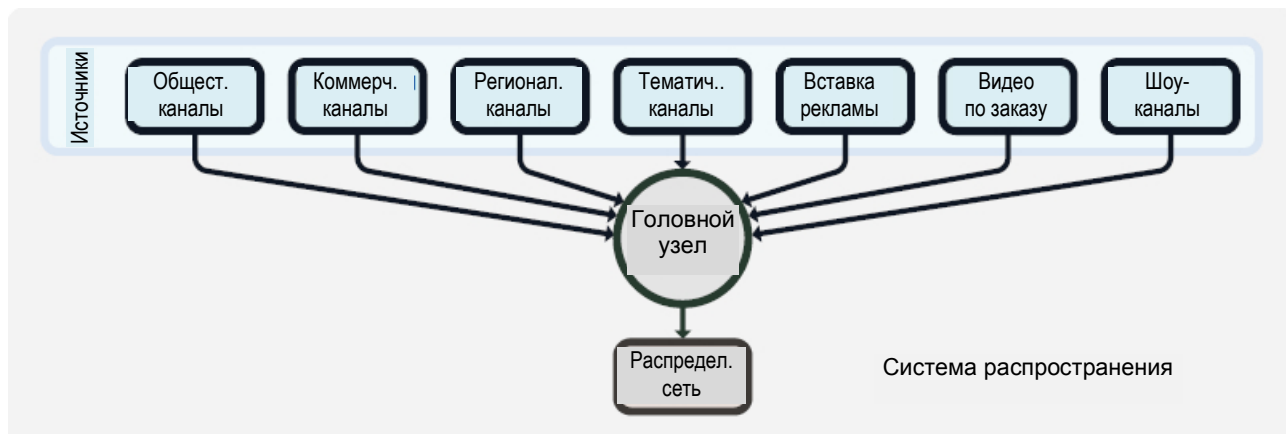 Источники
Общест.
каналы
Коммерч.
каналы
Регионал.
каналы
Тематич..
каналы
Вставка
рекламы
Видео
по заказу
Шоу-
каналы
Головной
узел
Распредел.
сеть
Система распространения